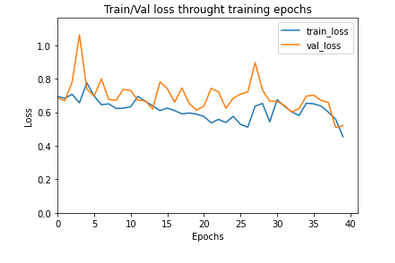 Train/Val loss throught training epochs
train_loss
val_loss
1.0
0.8
0.6
0.4
0.2
0.0
Loss
0 5 10 15 20 25 30 35 40
Epochs